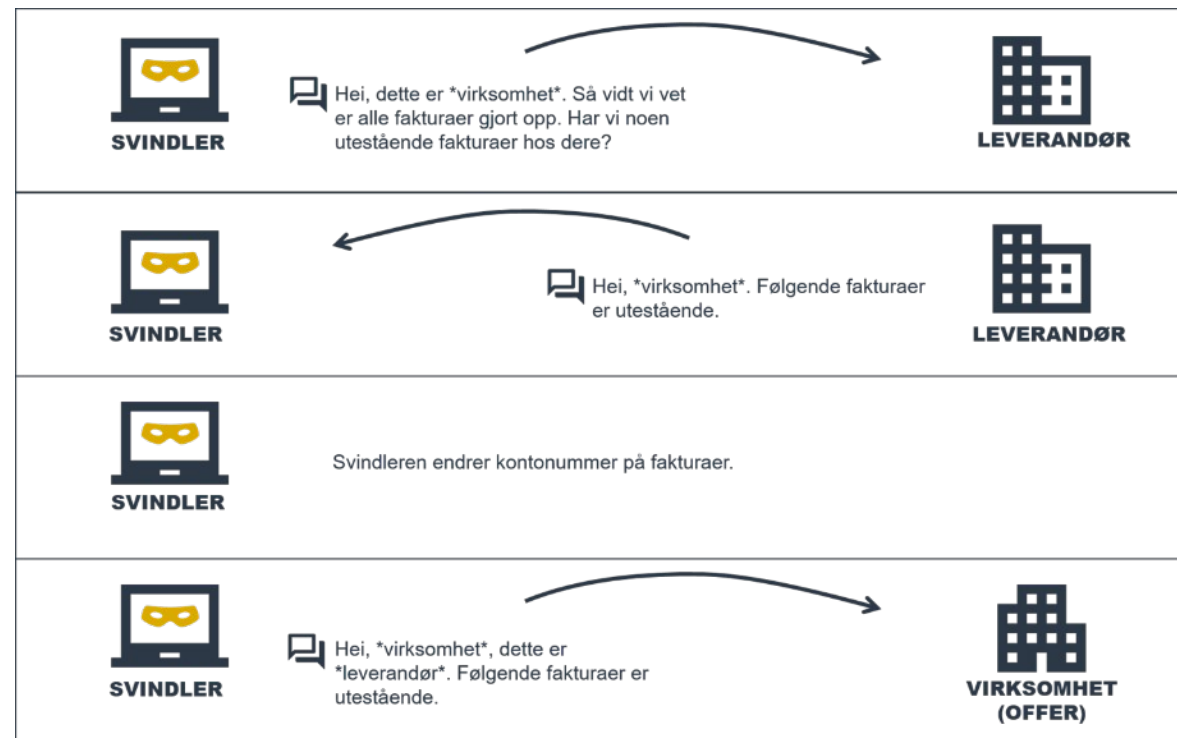 Hei, dette er *virksomhet*. Så vidt vi vet
er alle fakturaer gjort opp. Har vi noen
utestående fakturaer hos dere?
SVINDLER
LEVERANDØR
Hei, *virksomhet*. Følgende fakturaer
er utestående.
SVINDLER
LEVERANDØR
Svindleren endrer kontonummer på fakturaer.
SVINDLER
Hei, *virksomhet*, dette er
*leverandør*. Følgende fakturaer er
utestående.
SVINDLER
VIRKSOMHET
(OFFER)